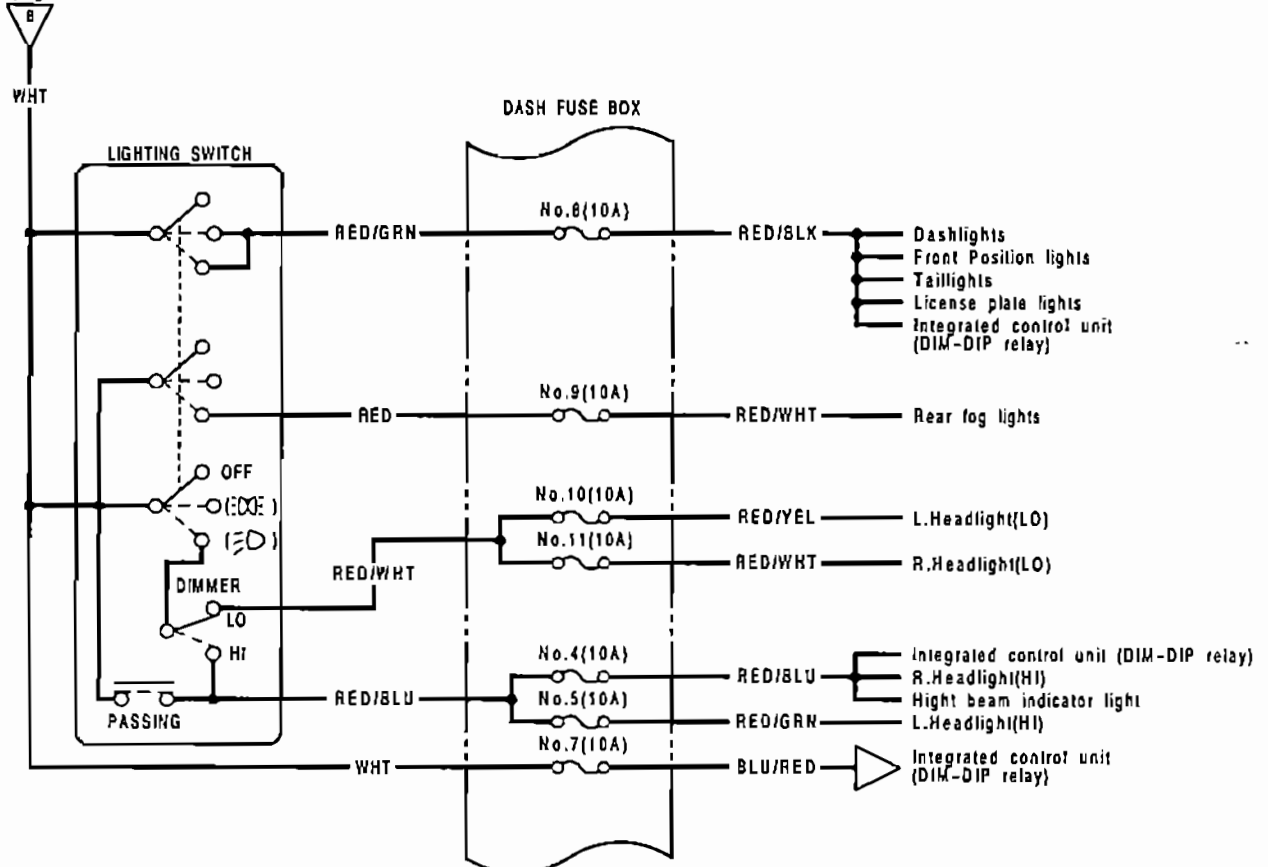 B
WHT
DASH FUSE BOX
LIGHTING SWITCH
No.8(10A)
RED/GRN
RED/BLK
Dashlights
Front Position lights
Taillights
License plate lights
Integrated control unit
(DIM-DIP relay)
No.9(10A)
RED
RED/WHT
Rear fog lights
OFF
No.10(10A)
RED/YEL
L.Headlight(LO)
No.11(10A)
RED/WHT
R.Headlight(LO)
RED/WHT
DIMMER
LO
HI
No.4(10A)
RED/BLU
Integrated control unit (DIM-DIP relay)
R.Headlight(HI)
Hight beam indicator light
PASSING
RED/BLU
No.5(10A)
RED/GRN
L.Headlight(HI)
No.7(10A)
WHT
BLU/RED
Integrated control unit
(DIM-DIP relay)